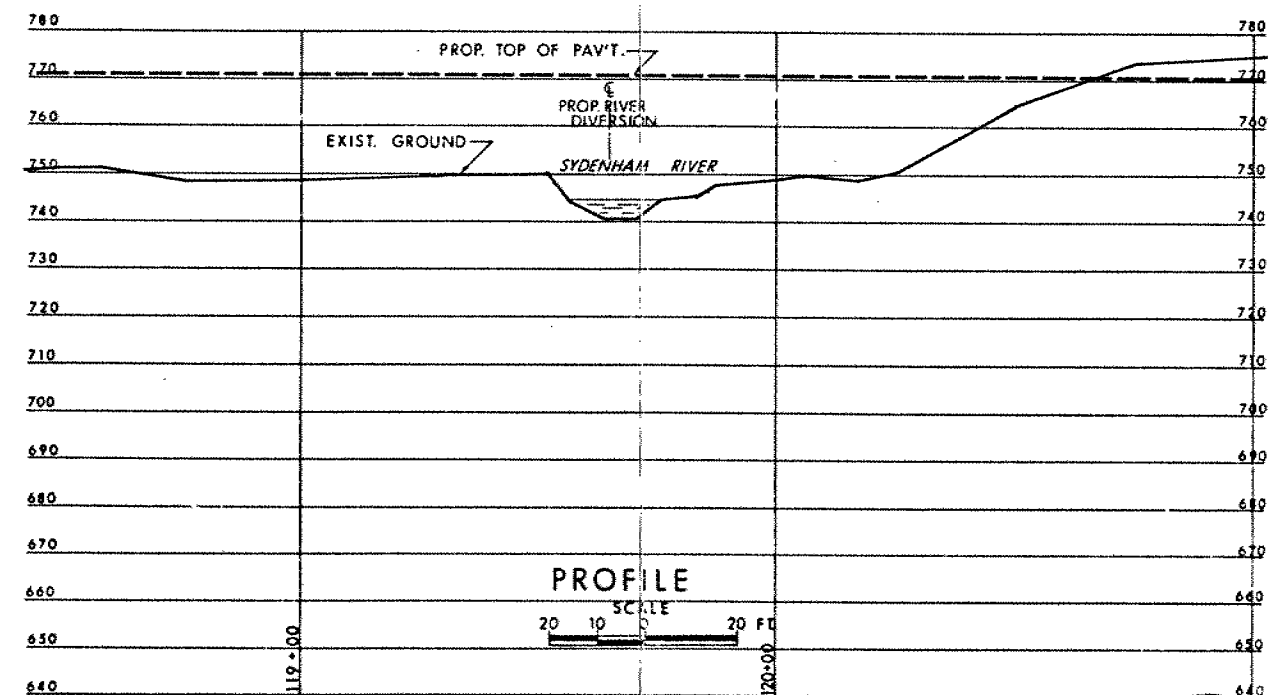 780 780
PROP. TOP OF PAV'T.
770 770
℄
PROP. RIVER
DIVERSION
760 760
EXIST. GROUND
750 SYDENHAM RIVER 750
740 740
730 730
720 720
710 710
700 700
690 690
680 680
670 670
PROFILE
660 660
SCALE
20 10 0 20 FT
650 650
119+00 120+00
640 640